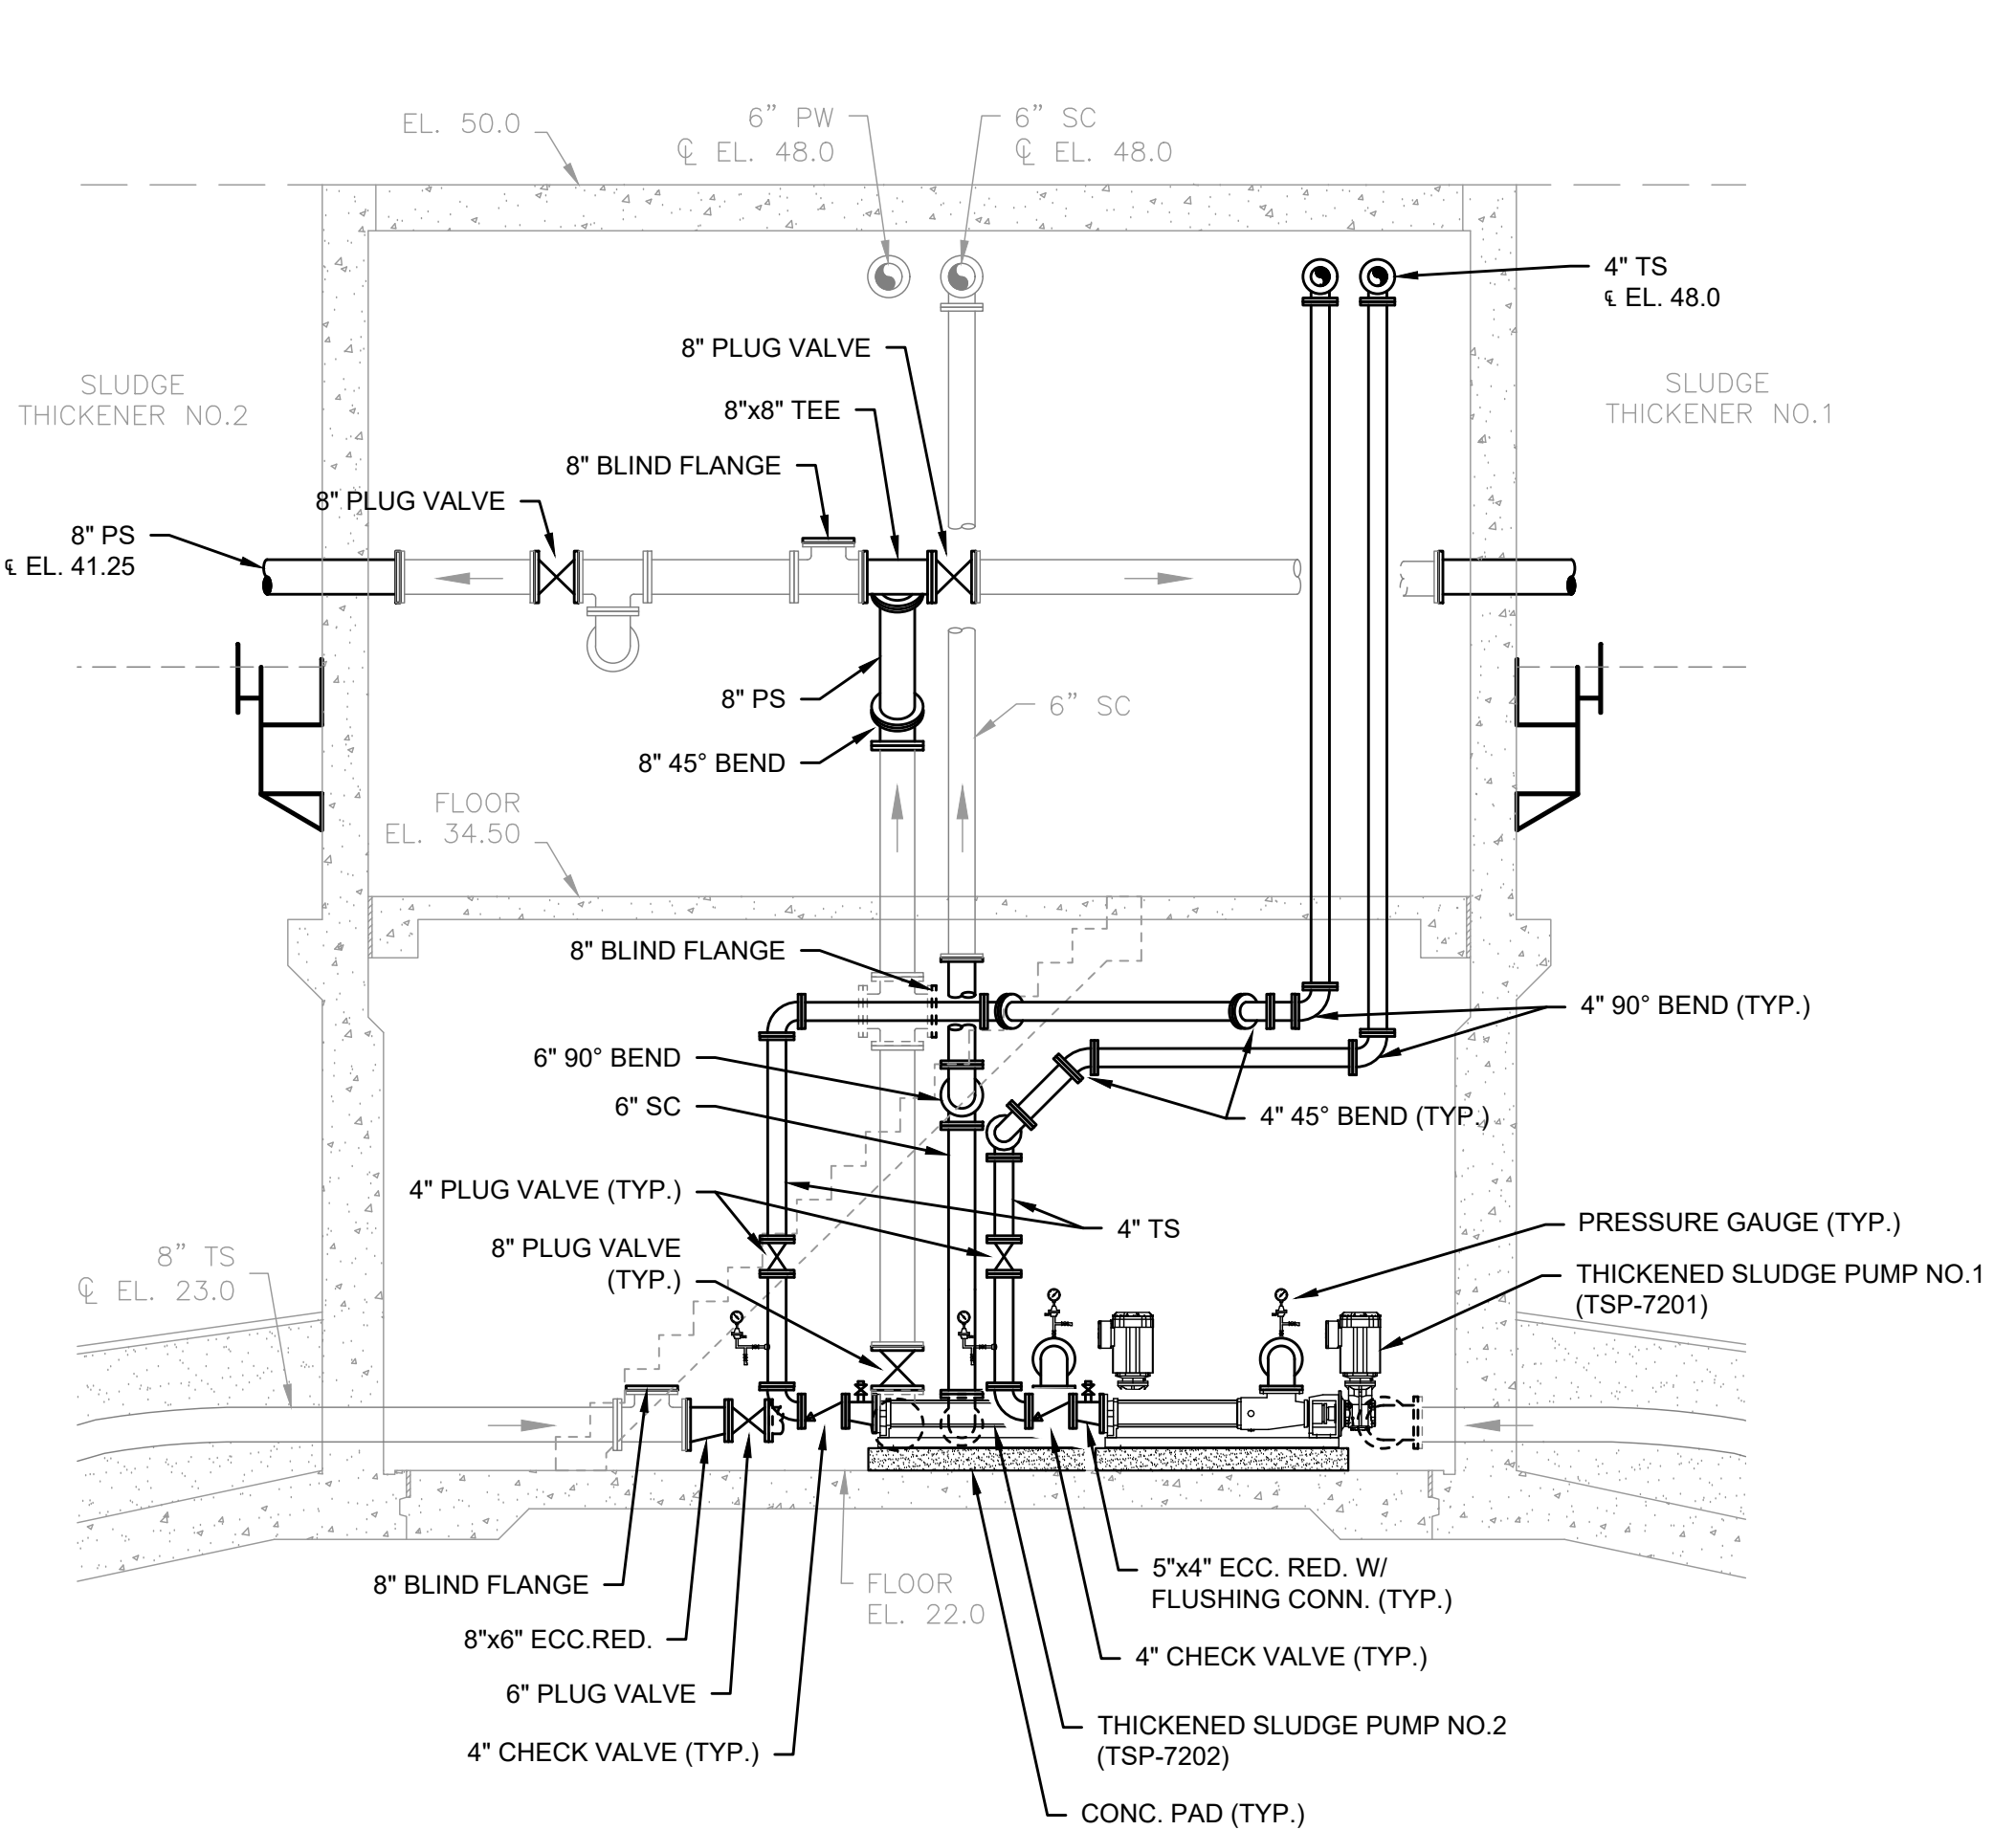 EL. 50.0
6” PW
℄ EL. 48.0
6” SC
℄ EL. 48.0
4" TS
℄ EL. 48.0
8" PLUG VALVE
SLUDGE
THICKENER NO.2
SLUDGE
THICKENER NO.1
8"x8" TEE
8" BLIND FLANGE
8" PLUG VALVE
8" PS
℄ EL. 41.25
8" PS
6” SC
8" 45° BEND
FLOOR
EL. 34.50
8" BLIND FLANGE
4" 90° BEND (TYP.)
6" 90° BEND
6" SC
4" 45° BEND (TYP.)
4" PLUG VALVE (TYP.)
4" TS
PRESSURE GAUGE (TYP.)
8" PLUG VALVE
(TYP.)
8” TS
℄ EL. 23.0
THICKENED SLUDGE PUMP NO.1
(TSP-7201)
8" BLIND FLANGE
FLOOR
EL. 22.0
5"x4" ECC. RED. W/
FLUSHING CONN. (TYP.)
8"x6" ECC.RED.
4" CHECK VALVE (TYP.)
6" PLUG VALVE
THICKENED SLUDGE PUMP NO.2
(TSP-7202)
4" CHECK VALVE (TYP.)
CONC. PAD (TYP.)